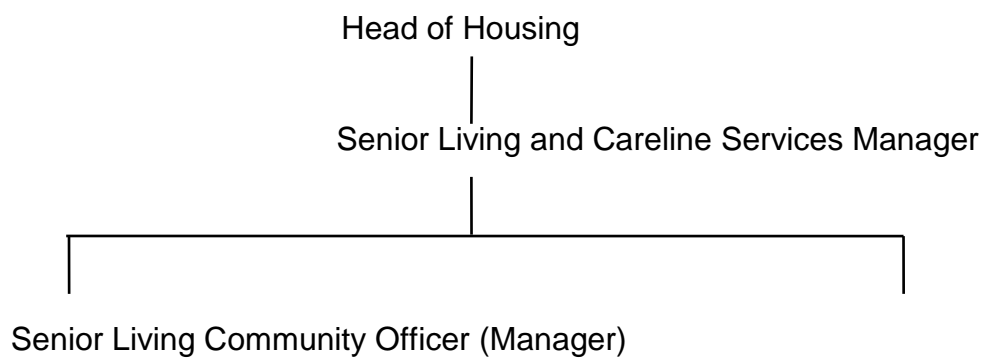 Head of Housing
Senior Living and Careline Services Manager
Senior Living Community Officer (Manager)